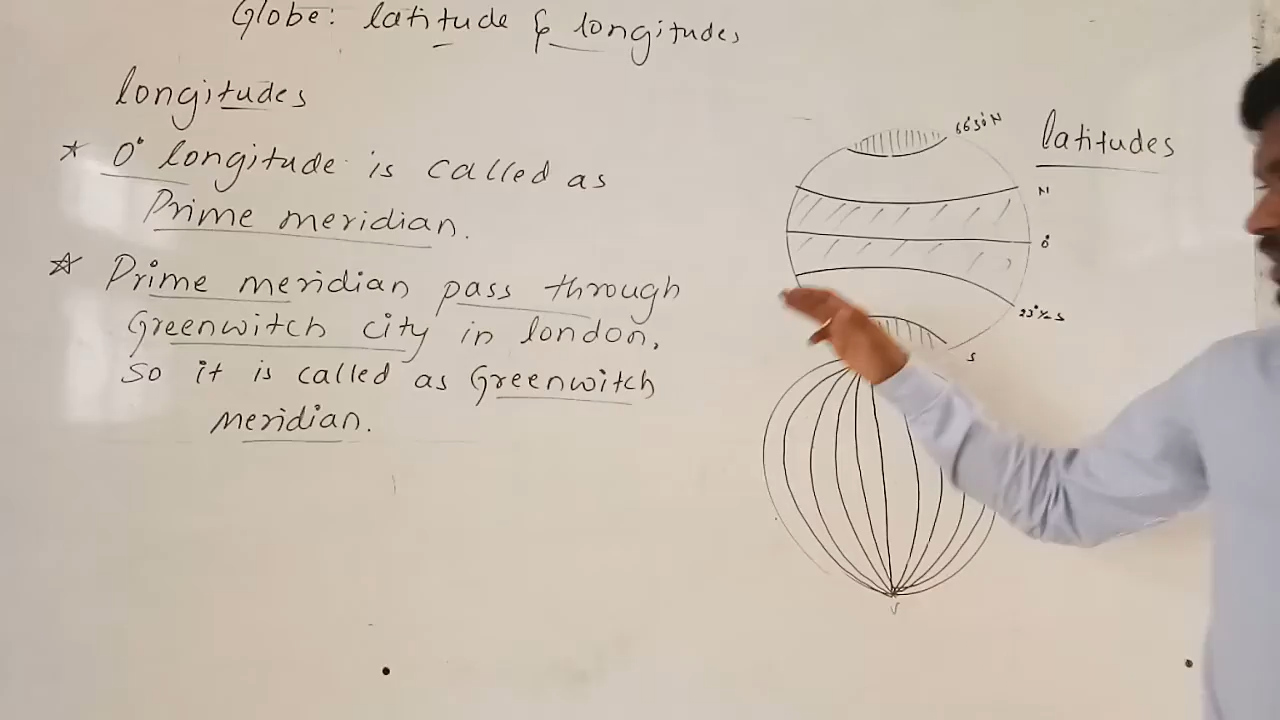 Globe: latitude & longitudes
longitudes
* 0° longitude is called as
Prime meridian.
* Prime meridian pass through
Greenwitch city in london,
so it is called as Greenwitch
meridian.
latitudes
66½° N
N
0°
23½ S
S